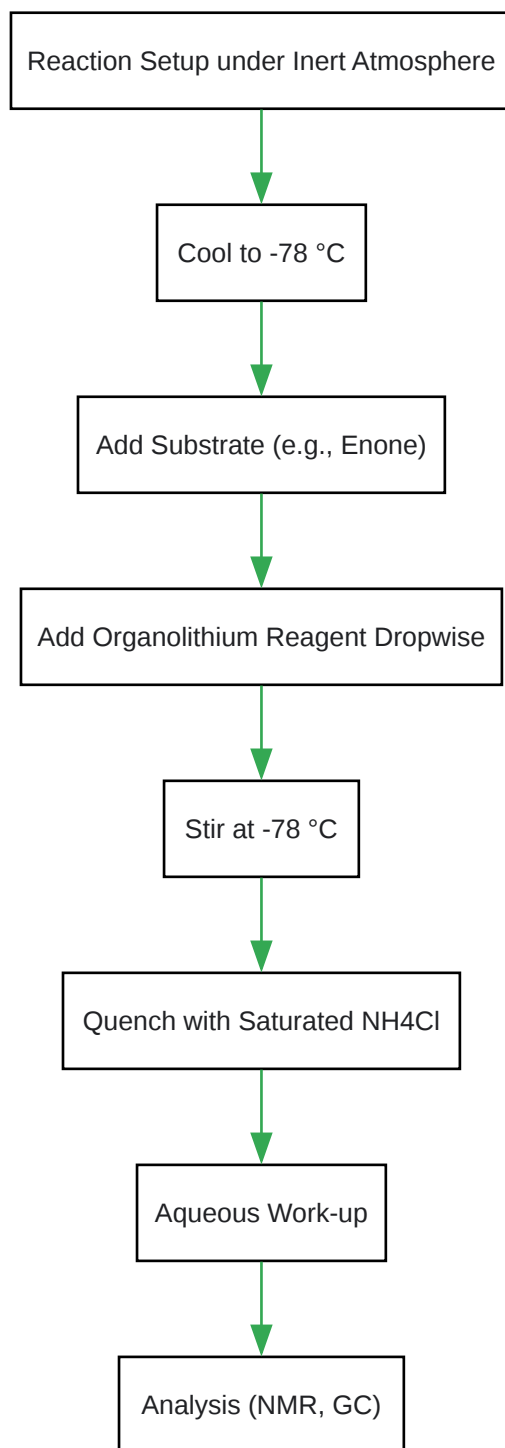 Reaction Setup under Inert Atmosphere
Cool to -78 °C
Add Substrate (e.g., Enone)
Add Organolithium Reagent Dropwise
Stir at -78 °C
Quench with Saturated NH4Cl
Aqueous Work-up
Analysis (NMR, GC)